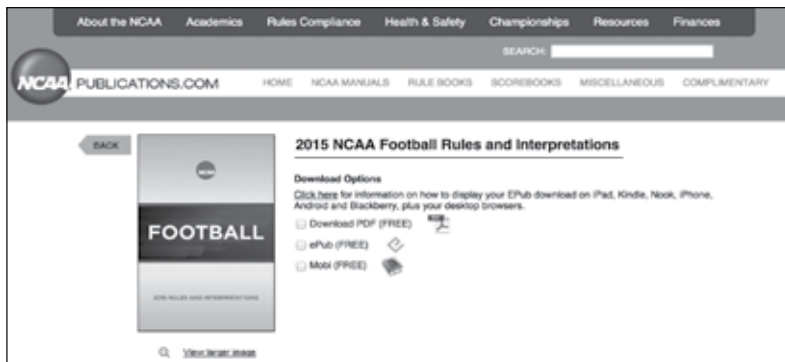 About the NCAA Academics Rules Compliance Health & Safety Championships Resources Finances
SEARCH:
NCAA PUBLICATIONS.COM HOME NCAA MANUALS RULE BOOKS SCOREBOOKS MISCELLANEOUS COMPLIMENTARY
BACK
2015 NCAA Football Rules and Interpretations
Download Options
Click here for information on how to display your EPub download on iPad, Kindle, Nook, iPhone,
Android and Blackberry, plus your desktop browsers.
Download PDF (FREE)
ePub (FREE)
Mobi (FREE)
FOOTBALL
2015 RULES AND INTERPRETATIONS
View larger image